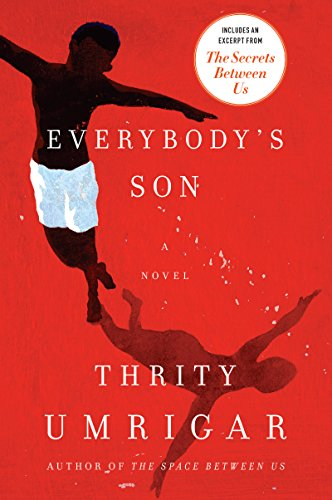 INCLUDES AN
EXCERPT FROM
The Secrets
Between
Us
EVERYBODY'S
SON
A
NOVEL
THRITY
UMRIGAR
AUTHOR OF THE SPACE BETWEEN US